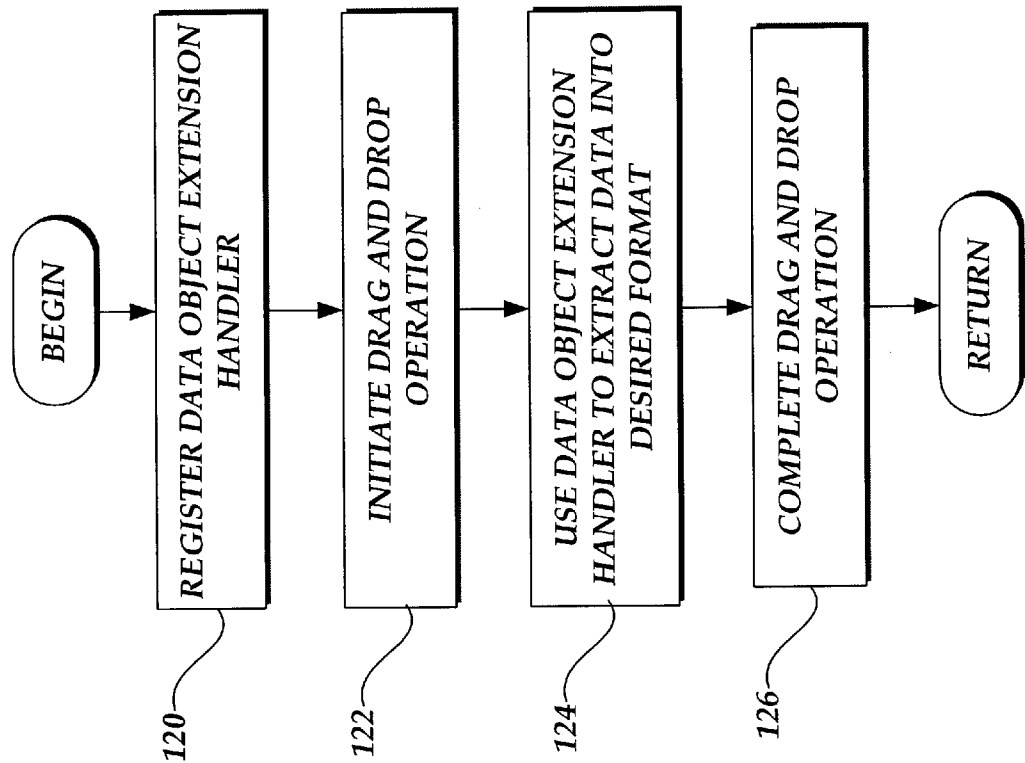 BEGIN
120
REGISTER DATA OBJECT EXTENSION
HANDLER
122
INITIATE DRAG AND DROP
OPERATION
124
USE DATA OBJECT EXTENSION
HANDLER TO EXTRACT DATA INTO
DESIRED FORMAT
126
COMPLETE DRAG AND DROP
OPERATION
RETURN